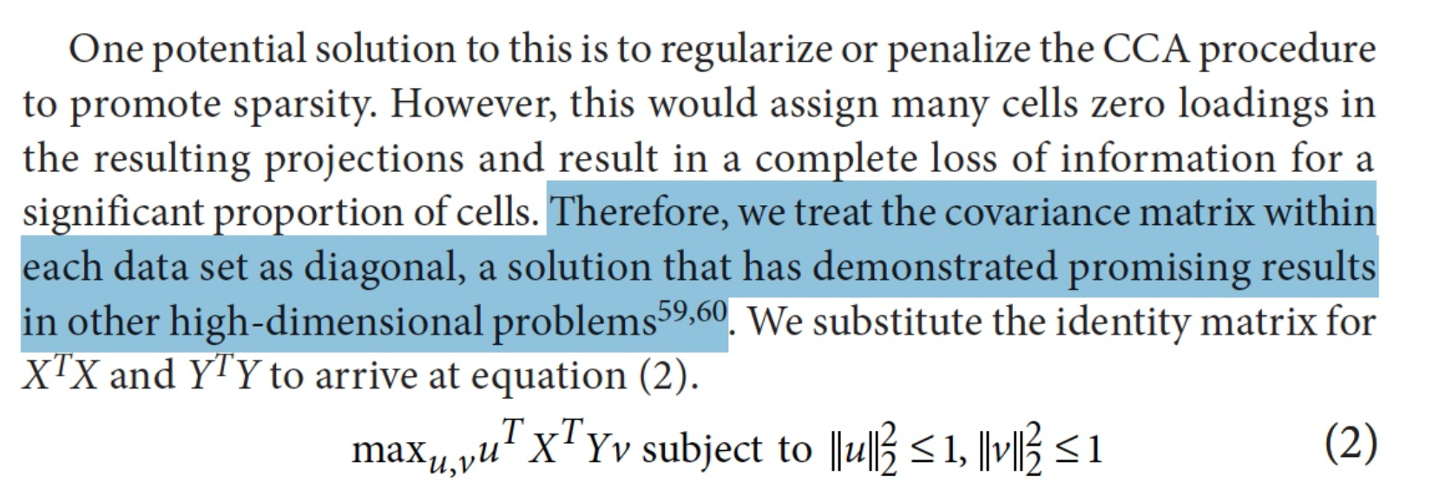 One potential solution to this is to regularize or penalize the CCA procedure
to promote sparsity. However, this would assign many cells zero loadings in
the resulting projections and result in a complete loss of information for a
significant proportion of cells. Therefore, we treat the covariance matrix within
each data set as diagonal, a solution that has demonstrated promising results
in other high-dimensional problems⁵⁹,⁶⁰. We substitute the identity matrix for
XᵀX and YᵀY to arrive at equation (2).
max_{u,v} uᵀ XᵀYv subject to ‖u‖₂² ≤ 1, ‖v‖₂² ≤ 1 (2)